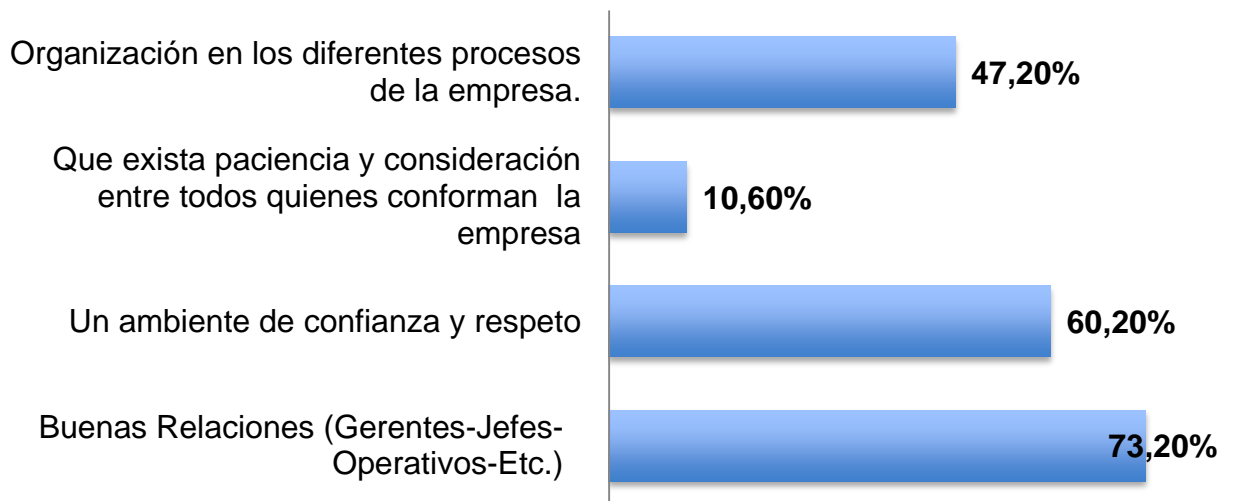 Organización en los diferentes procesos
de la empresa.
47,20%
Que exista paciencia y consideración
entre todos quienes conforman  la
empresa
10,60%
Un ambiente de confianza y respeto
60,20%
Buenas Relaciones (Gerentes-Jefes-
Operativos-Etc.)
73,20%